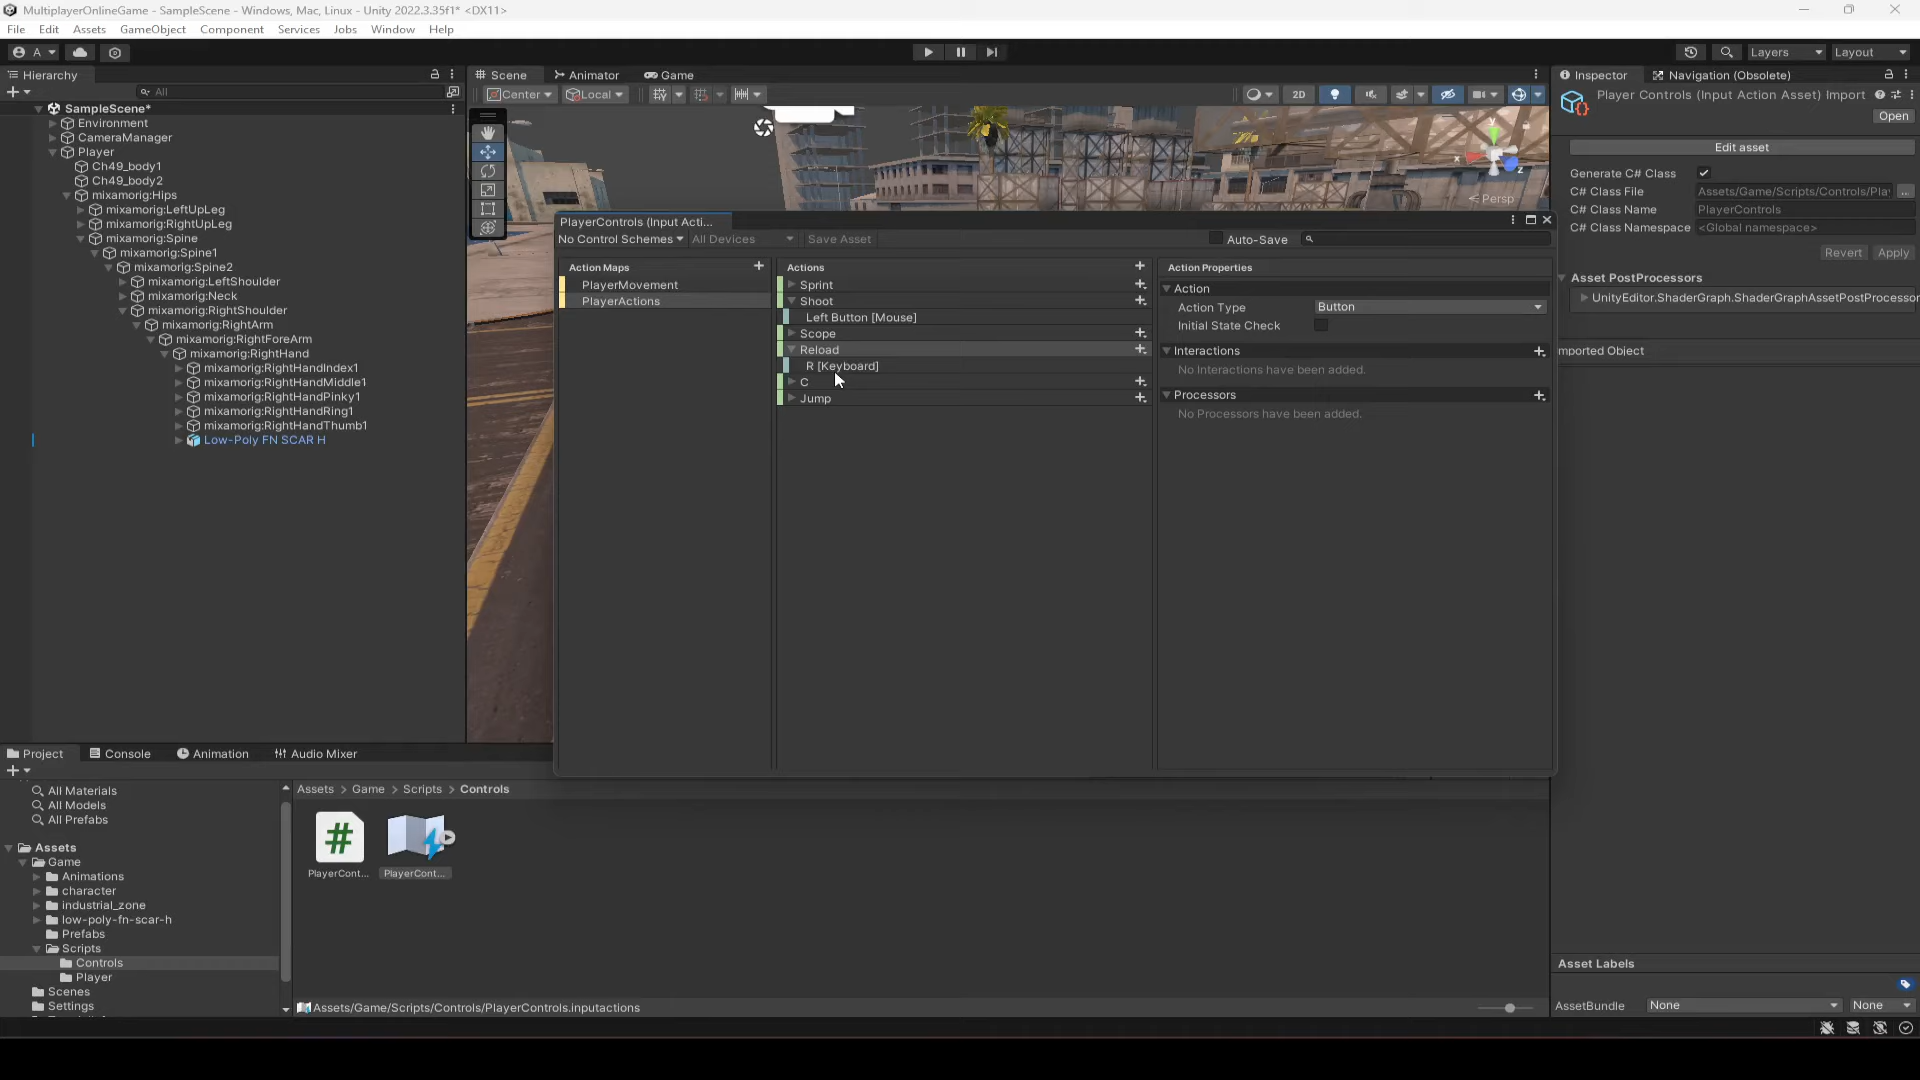 MultiplayerOnlineGame - SampleScene - Windows, Mac, Linux - Unity 2022.3.35f1* <DX11>
File Edit Assets GameObject Component Services Jobs Window Help
A Layers Layout
Hierarchy
All
SampleScene*
Environment
CameraManager
Player
Ch49_body1
Ch49_body2
mixamorig:Hips
mixamorig:LeftUpLeg
mixamorig:RightUpLeg
mixamorig:Spine
mixamorig:Spine1
mixamorig:Spine2
mixamorig:LeftShoulder
mixamorig:Neck
mixamorig:RightShoulder
mixamorig:RightArm
mixamorig:RightForeArm
mixamorig:RightHand
mixamorig:RightHandIndex1
mixamorig:RightHandMiddle1
mixamorig:RightHandPinky1
mixamorig:RightHandRing1
mixamorig:RightHandThumb1
Low-Poly FN SCAR H
Scene Animator Game
Center Local 2D
y
x
z
Persp
PlayerControls (Input Acti...
No Control Schemes All Devices Save Asset Auto-Save
Action Maps
PlayerMovement
PlayerActions
Actions
Sprint
Shoot
Left Button [Mouse]
Scope
Reload
R [Keyboard]
C
Jump
Action Properties
Action
Action Type Button
Initial State Check
Interactions
No Interactions have been added.
Processors
No Processors have been added.
Inspector Navigation (Obsolete)
Player Controls (Input Action Asset) Import
Open
Edit asset
Generate C# Class
C# Class File Assets/Game/Scripts/Controls/Pla ...
C# Class Name PlayerControls
C# Class Namespace <Global namespace>
Revert Apply
Asset PostProcessors
UnityEditor.ShaderGraph.ShaderGraphAssetPostProcessor
mported Object
Asset Labels
AssetBundle None None
Project Console Animation Audio Mixer
All Materials
All Models
All Prefabs
Assets
Game
Animations
character
industrial_zone
low-poly-fn-scar-h
Prefabs
Scripts
Controls
Player
Scenes
Settings
Assets > Game > Scripts > Controls
PlayerCont... PlayerCont...
Assets/Game/Scripts/Controls/PlayerControls.inputactions